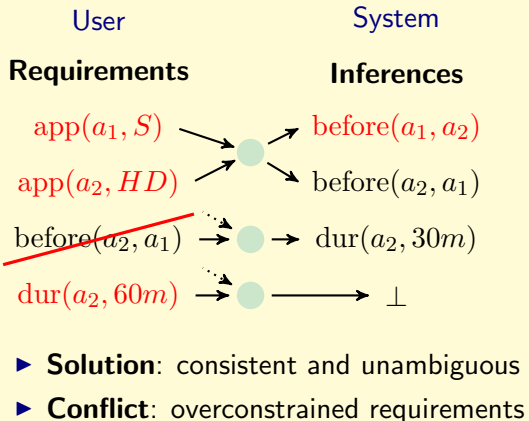 User System
Requirements Inferences
app(a₁, S) before(a₁, a₂)
app(a₂, HD) before(a₂, a₁)
before(a₂, a₁) dur(a₂, 30m)
dur(a₂, 60m) ⊥
▶ Solution: consistent and unambiguous
▶ Conflict: overconstrained requirements